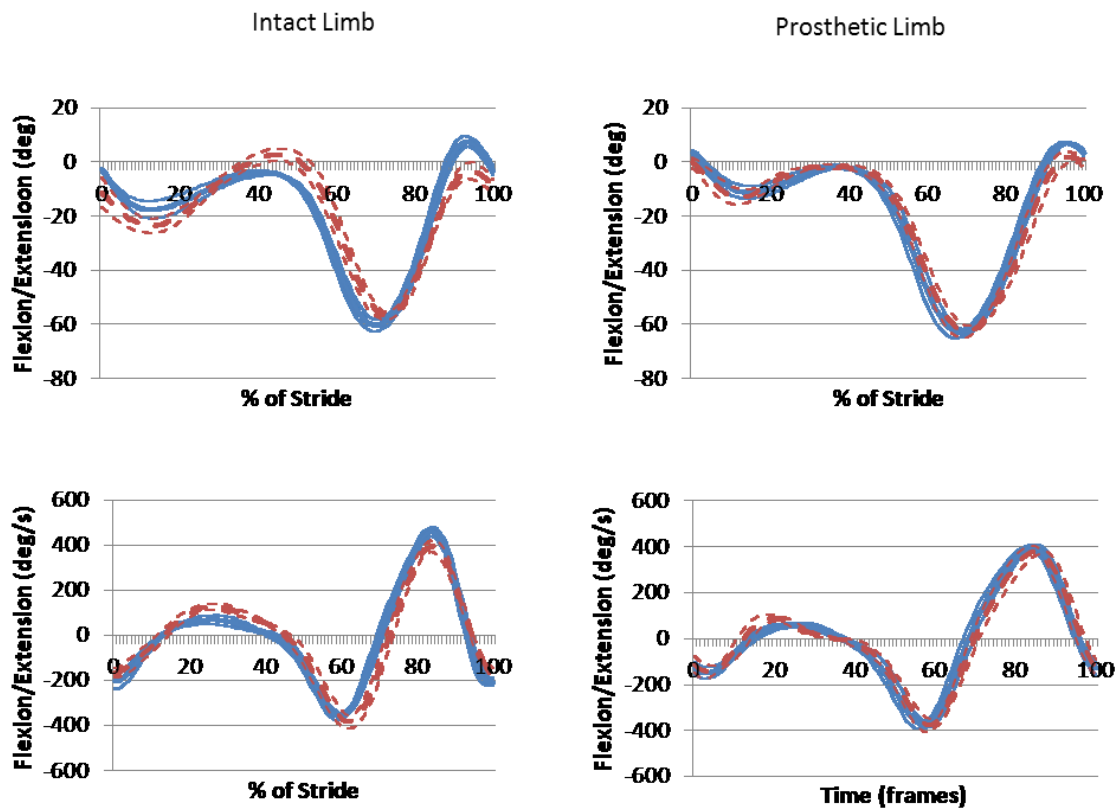 Intact Limb
Prosthetic Limb
Flexion/Extensioon (deg)
20
0
-20
-40
-60
-80
0 20 40 60 80 100
% of Stride
Flexion/Extension (deg)
20
0
-20
-40
-60
-80
0 20 40 60 80 100
% of Stride
Flexion/Extension (deg/s)
600
400
200
0
-200
-400
-600
0 20 40 60 80 100
% of Stride
Flexion/Extension (deg/s)
600
400
200
0
-200
-400
-600
0 20 40 60 80 100
Time (frames)